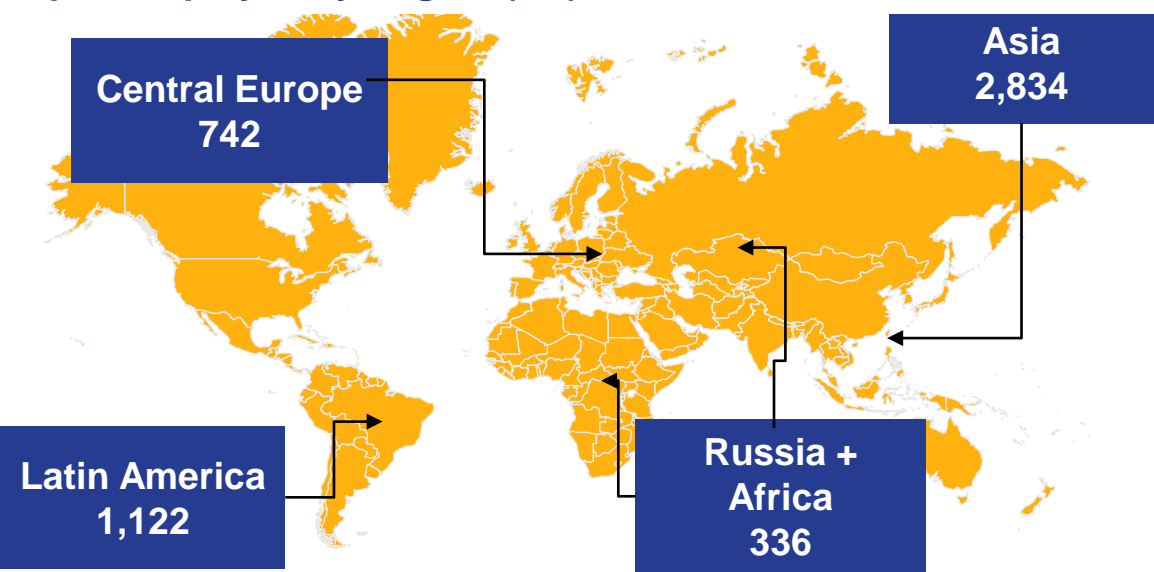 Central Europe
742
Asia
2,834
Latin America
1,122
Russia +
Africa
336